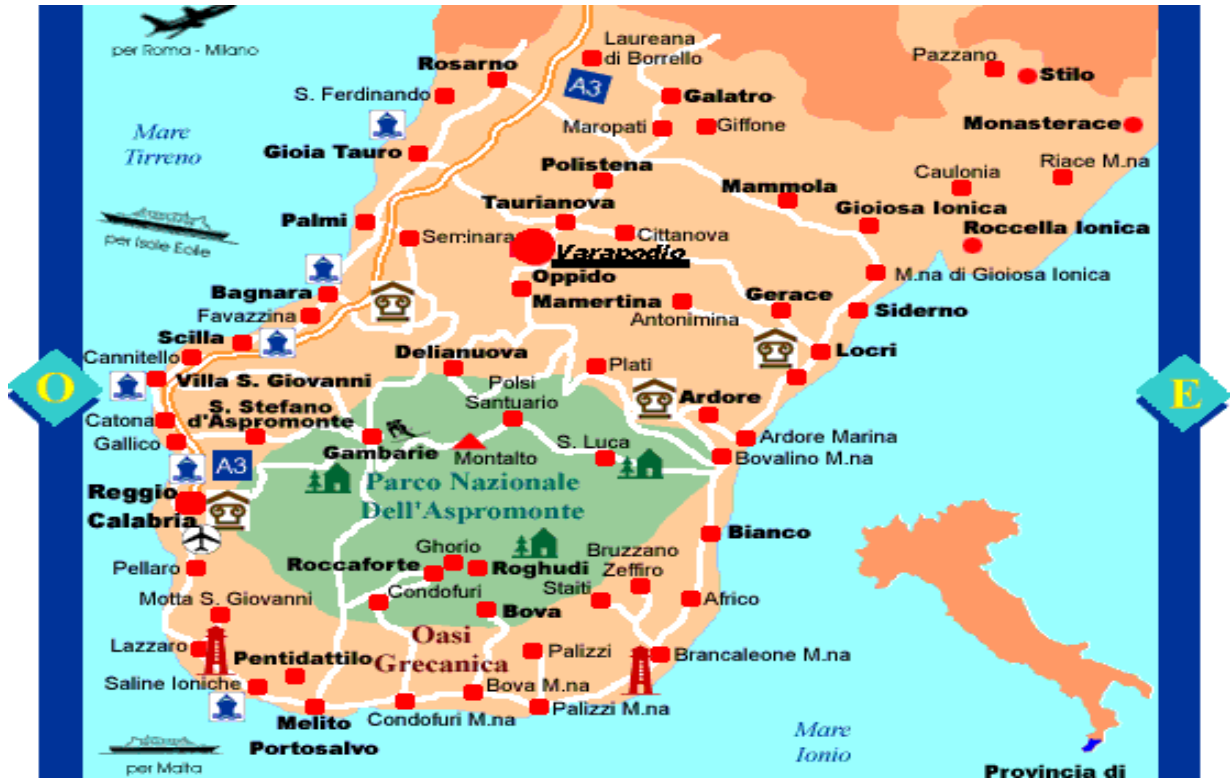 per Roma - Milano
Laureana
di Borrello
Pazzano
Stilo
Rosarno
A3
S. Ferdinando
Galatro
Maropati
Giffone
Monasterace
Mare
Tirreno
Gioia Tauro
Polistena
Riace M.na
Caulonia
Mammola
Taurianova
Gioiosa Ionica
Palmi
per Isole Eolie
Seminara
Cittanova
Roccella Ionica
Varapodio
Oppido
Mamertina
M.na di Gioiosa Ionica
Bagnara
Favazzina
Antonimina
Gerace
Siderno
Scilla
Cannitello
Delianuova
Platì
Locri
O
Villa S. Giovanni
Polsi
Santuario
Ardore
E
Catona
S. Stefano
d'Aspromonte
Gallico
Gambarie
Montalto
S. Luca
Ardore Marina
Bovalino M.na
A3
Parco Nazionale
Dell'Aspromonte
Reggio
Calabria
Bianco
Ghorio
Bruzzano
Zeffiro
Pellaro
Roccaforte
Roghudi
Staiti
Condofuri
Africo
Motta S. Giovanni
Bova
Oasi
Grecanica
Lazzaro
Pentidattilo
Palizzi
Brancaleone M.na
Saline Ioniche
Bova M.na
Melito
Portosalvo
Condofuri M.na
Palizzi M.na
Mare
Ionio
per Malta
Provincia di